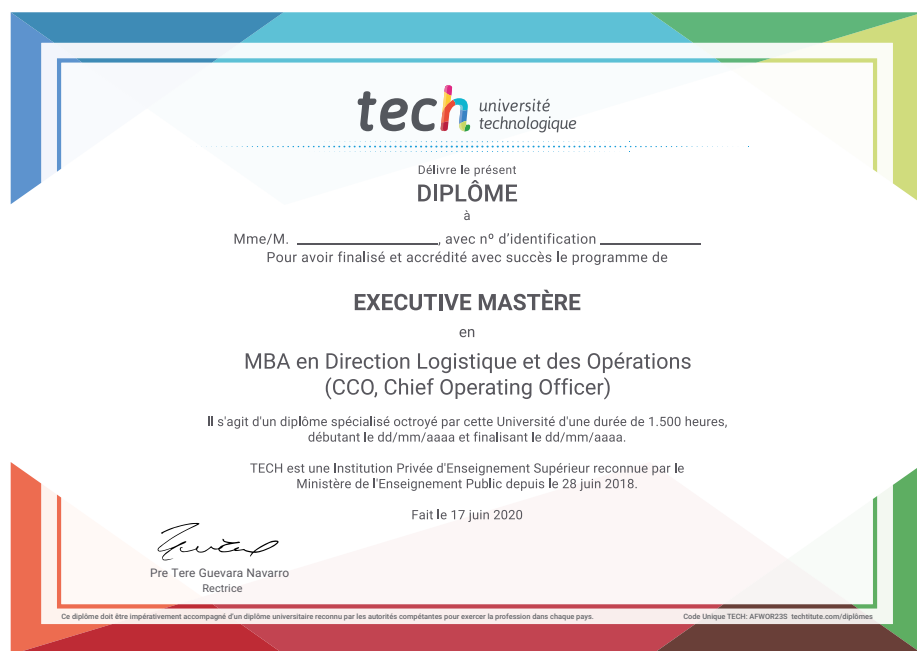 tech université
technologique
Délivre le présent
DIPLÔME
à
Mme/M. ____________________, avec nº d'identification ______________
Pour avoir finalisé et accrédité avec succès le programme de
EXECUTIVE MASTÈRE
en
MBA en Direction Logistique et des Opérations
(CCO, Chief Operating Officer)
Il s'agit d'un diplôme spécialisé octroyé par cette Université d'une durée de 1.500 heures,
débutant le dd/mm/aaaa et finalisant le dd/mm/aaaa.
TECH est une Institution Privée d'Enseignement Supérieur reconnue par le
Ministère de l'Enseignement Public depuis le 28 juin 2018.
Fait le 17 juin 2020
Pre Tere Guevara Navarro
Rectrice
Ce diplôme doit être impérativement accompagné d'un diplôme universitaire reconnu par les autorités compétantes pour exercer la profession dans chaque pays.
Code Unique TECH: AFWOR23S techtitute.com/diplômes